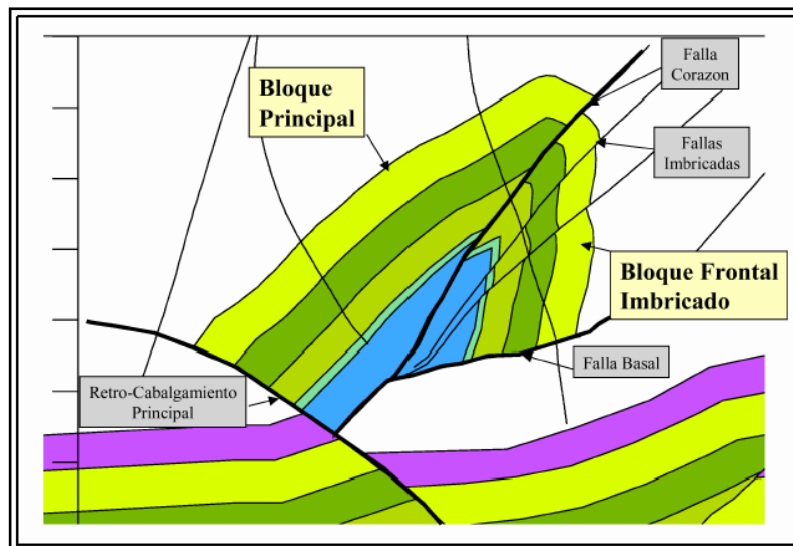 Falla
Corazon
Bloque
Principal
Fallas
Imbricadas
Bloque Frontal
Imbricado
Falla Basal
Retro-Cabalgamiento
Principal